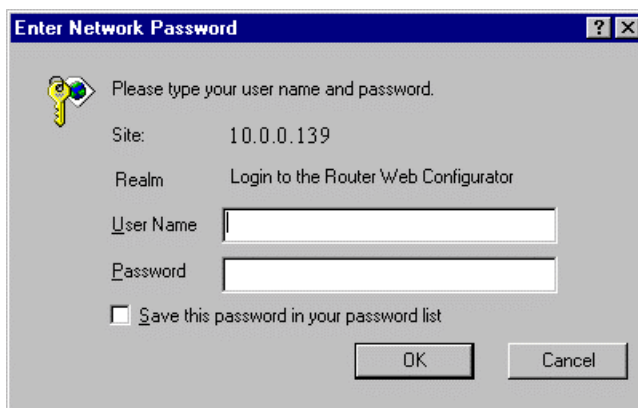 Enter Network Password
Please type your user name and password.
Site: 10.0.0.139
Realm Login to the Router Web Configurator
User Name
Password
Save this password in your password list
OK Cancel